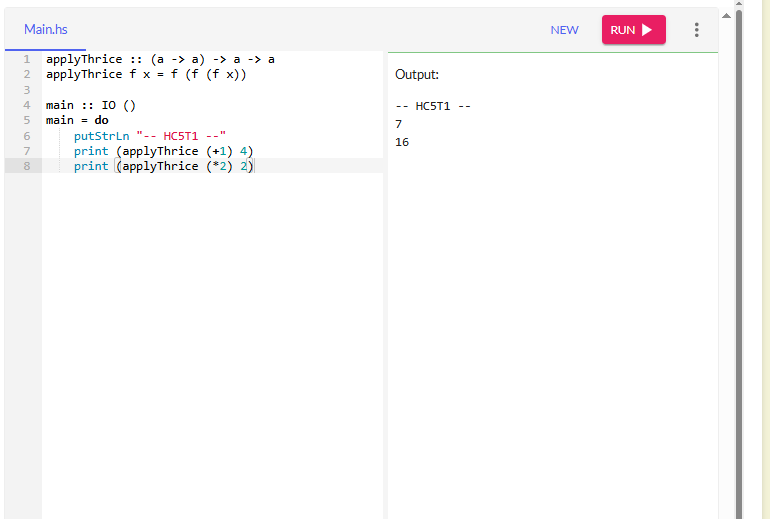 Main.hs
NEW
RUN
1 applyThrice :: (a -> a) -> a -> a
2 applyThrice f x = f (f (f x))
3
4 main :: IO ()
5 main = do
6     putStrLn "-- HC5T1 --"
7     print (applyThrice (+1) 4)
8     print (applyThrice (*2) 2)
Output:
-- HC5T1 --
7
16